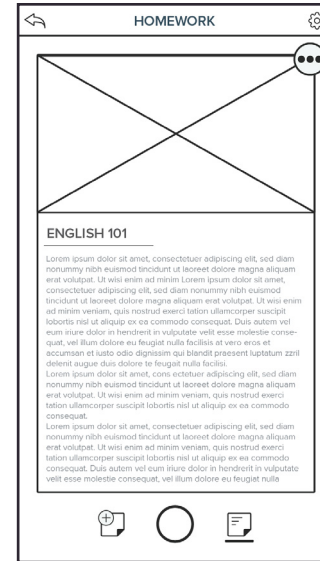 HOMEWORK
ENGLISH 101
Lorem ipsum dolor sit amet, consectetuer adipiscing elit, sed diam
nonummy nibh euismod tincidunt ut laoreet dolore magna aliquam
erat volutpat. Ut wisi enim ad minim Lorem ipsum dolor sit amet,
consectetuer adipiscing elit, sed diam nonummy nibh euismod
tincidunt ut laoreet dolore magna aliquam erat volutpat. Ut wisi enim
ad minim veniam, quis nostrud exerci tation ullamcorper suscipit
lobortis nisl ut aliquip ex ea commodo consequat. Duis autem vel
eum iriure dolor in hendrerit in vulputate velit esse molestie conse-
quat, vel illum dolore eu feugiat nulla facilisis at vero eros et
accumsan et iusto odio dignissim qui blandit praesent luptatum zzril
delenit augue duis dolore te feugait nulla facilisi.
Lorem ipsum dolor sit amet, cons ectetuer adipiscing elit, sed diam
nonummy nibh euismod tincidunt ut laoreet dolore magna aliquam
erat volutpat. Ut wisi enim ad minim veniam, quis nostrud exerci
tation ullamcorper suscipit lobortis nisl ut aliquip ex ea commodo
consequat.
Lorem ipsum dolor sit amet, consectetuer adipiscing elit, sed diam
nonummy nibh euismod tincidunt ut laoreet dolore magna aliquam
erat volutpat. Ut wisi enim ad minim veniam, quis nostrud exerci
tation ullamcorper suscipit lobortis nisl ut aliquip ex ea commodo
consequat. Duis autem vel eum iriure dolor in hendrerit in vulputate
velit esse molestie consequat, vel illum dolore eu feugiat nulla